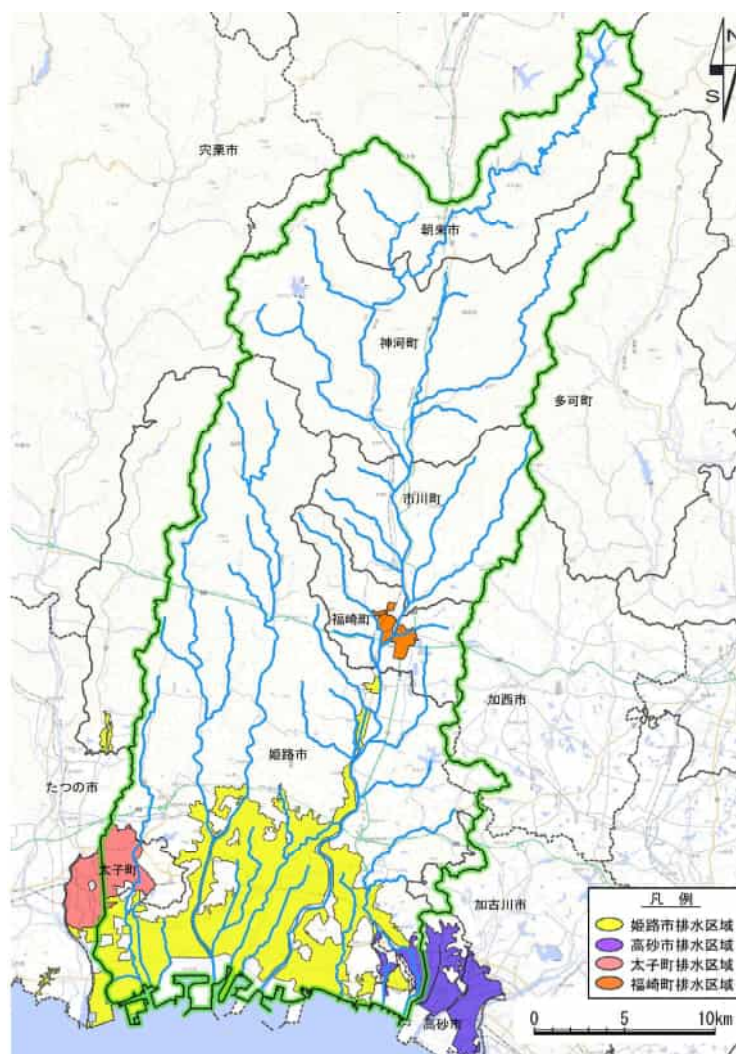 N
S
宍粟市
朝来市
神河町
多可町
市川町
福崎町
加西市
姫路市
たつの市
太子町
加古川市
凡 例
姫路市排水区域
高砂市排水区域
太子町排水区域
福崎町排水区域
高砂市
0 5 10km